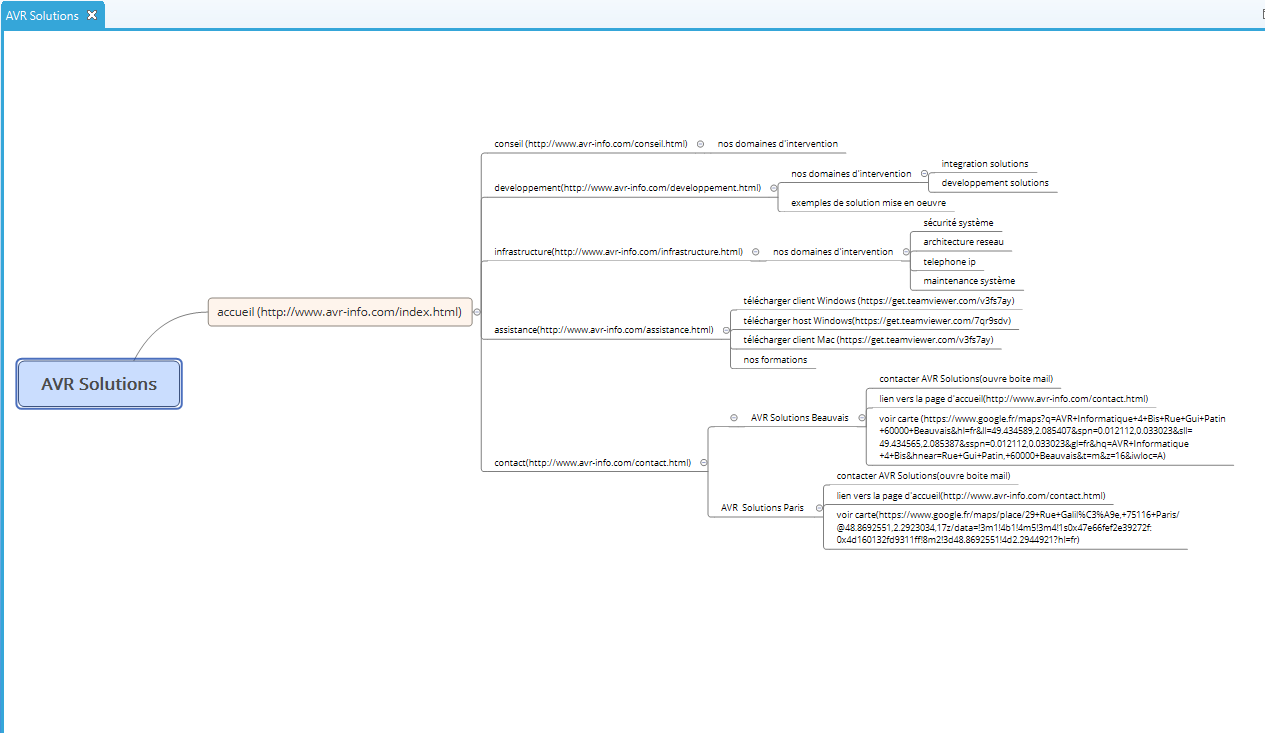 AVR Solutions
conseil (http://www.avr-info.com/conseil.html)
nos domaines d'intervention
developpement(http://www.avr-info.com/developpement.html)
nos domaines d'intervention
integration solutions
developpement solutions
exemples de solution mise en oeuvre
infrastructure(http://www.avr-info.com/infrastructure.html)
nos domaines d'intervention
sécurité système
architecture reseau
telephone ip
maintenance système
accueil (http://www.avr-info.com/index.html)
assistance(http://www.avr-info.com/assistance.html)
télécharger client Windows (https://get.teamviewer.com/v3fs7ay)
télécharger host Windows(https://get.teamviewer.com/7qr9sdv)
télécharger client Mac (https://get.teamviewer.com/v3fs7ay)
nos formations
AVR Solutions
contact(http://www.avr-info.com/contact.html)
AVR Solutions Beauvais
contacter AVR Solutions(ouvre boite mail)
lien vers la page d'accueil(http://www.avr-info.com/contact.html)
voir carte (https://www.google.fr/maps?q=AVR+Informatique+4+Bis+Rue+Gui+Patin
+60000+Beauvais&hl=fr&ll=49.434589,2.085407&spn=0.012112,0.033023&sll=
49.434565,2.085387&sspn=0.012112,0.033023&gl=fr&hq=AVR+Informatique
+4+Bis&hnear=Rue+Gui+Patin,+60000+Beauvais&t=m&z=16&iwloc=A)
AVR  Solutions Paris
contacter AVR Solutions(ouvre boite mail)
lien vers la page d'accueil(http://www.avr-info.com/contact.html)
voir carte(https://www.google.fr/maps/place/29+Rue+Galil%C3%A9e,+75116+Paris/
@48.8692551,2.2923034,17z/data=!3m1!4b1!4m5!3m4!1s0x47e66fef2e39272f:
0x4d160132fd9311ff!8m2!3d48.8692551!4d2.2944921?hl=fr)